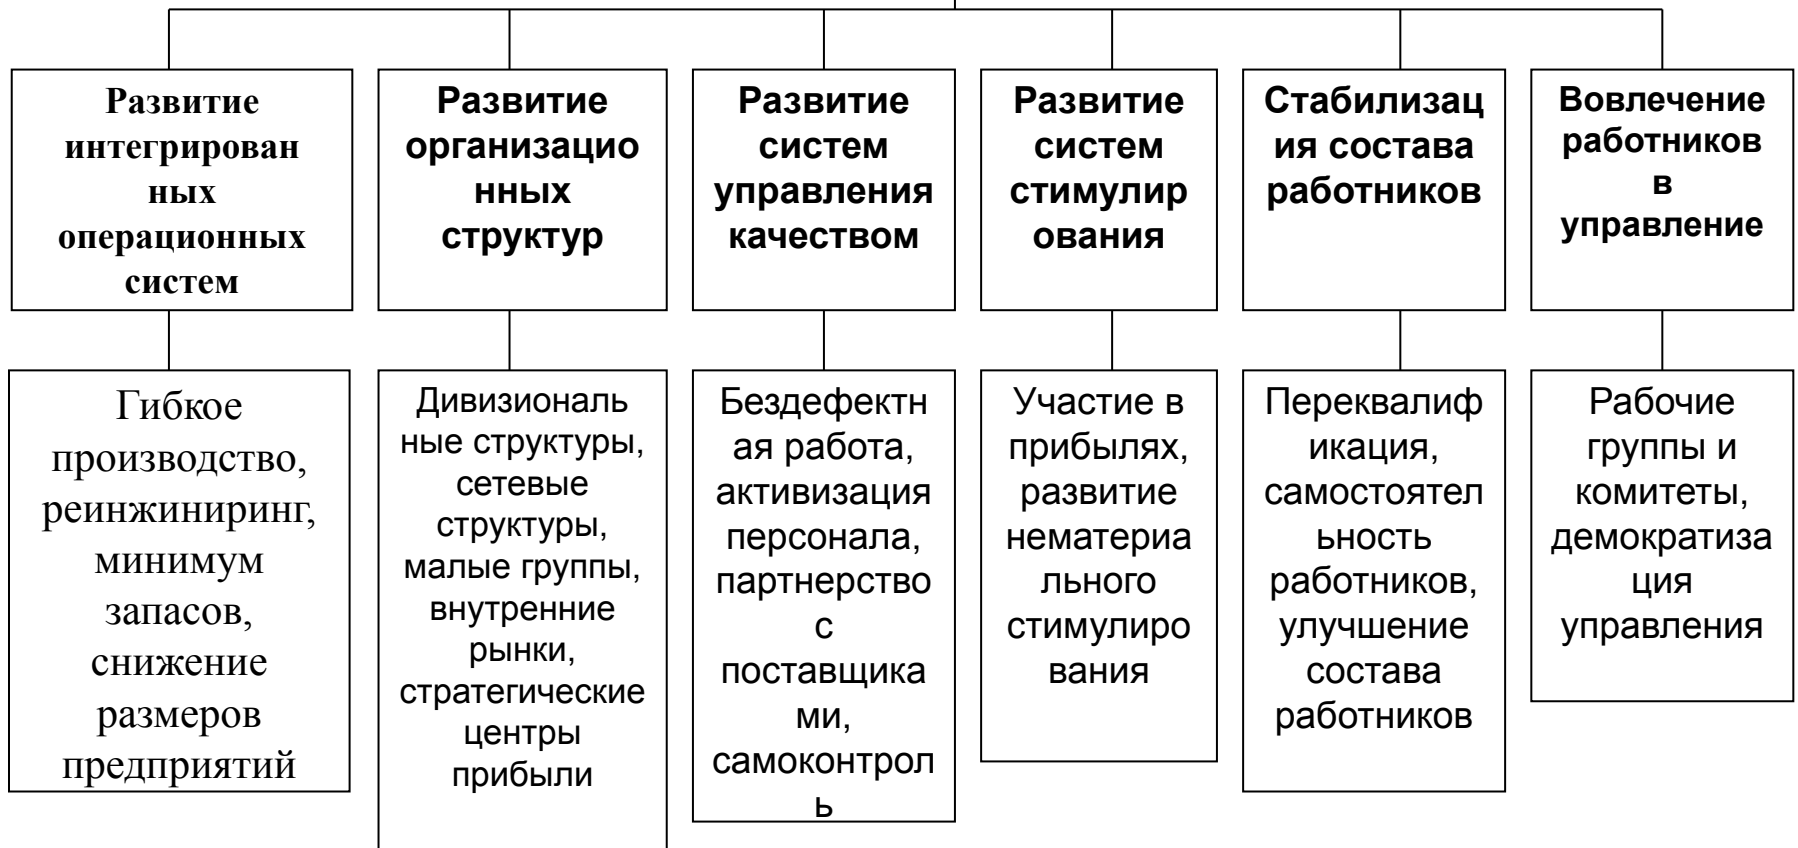 Развитие
интегрирован
ных
операционных
систем
Развитие
организацио
нных
структур
Развитие
систем
управления
качеством
Развитие
систем
стимулир
ования
Стабилизац
ия состава
работников
Вовлечение
работников
в
управление
Гибкое
производство,
реинжиниринг,
минимум
запасов,
снижение
размеров
предприятий
Дивизиональ
ные структуры,
сетевые
структуры,
малые группы,
внутренние
рынки,
стратегические
центры
прибыли
Бездефектн
ая работа,
активизация
персонала,
партнерство
с
поставщика
ми,
самоконтрол
ь
Участие в
прибылях,
развитие
нематериа
льного
стимулиро
вания
Переквалиф
икация,
самостоятел
ьность
работников,
улучшение
состава
работников
Рабочие
группы и
комитеты,
демократиза
ция
управления